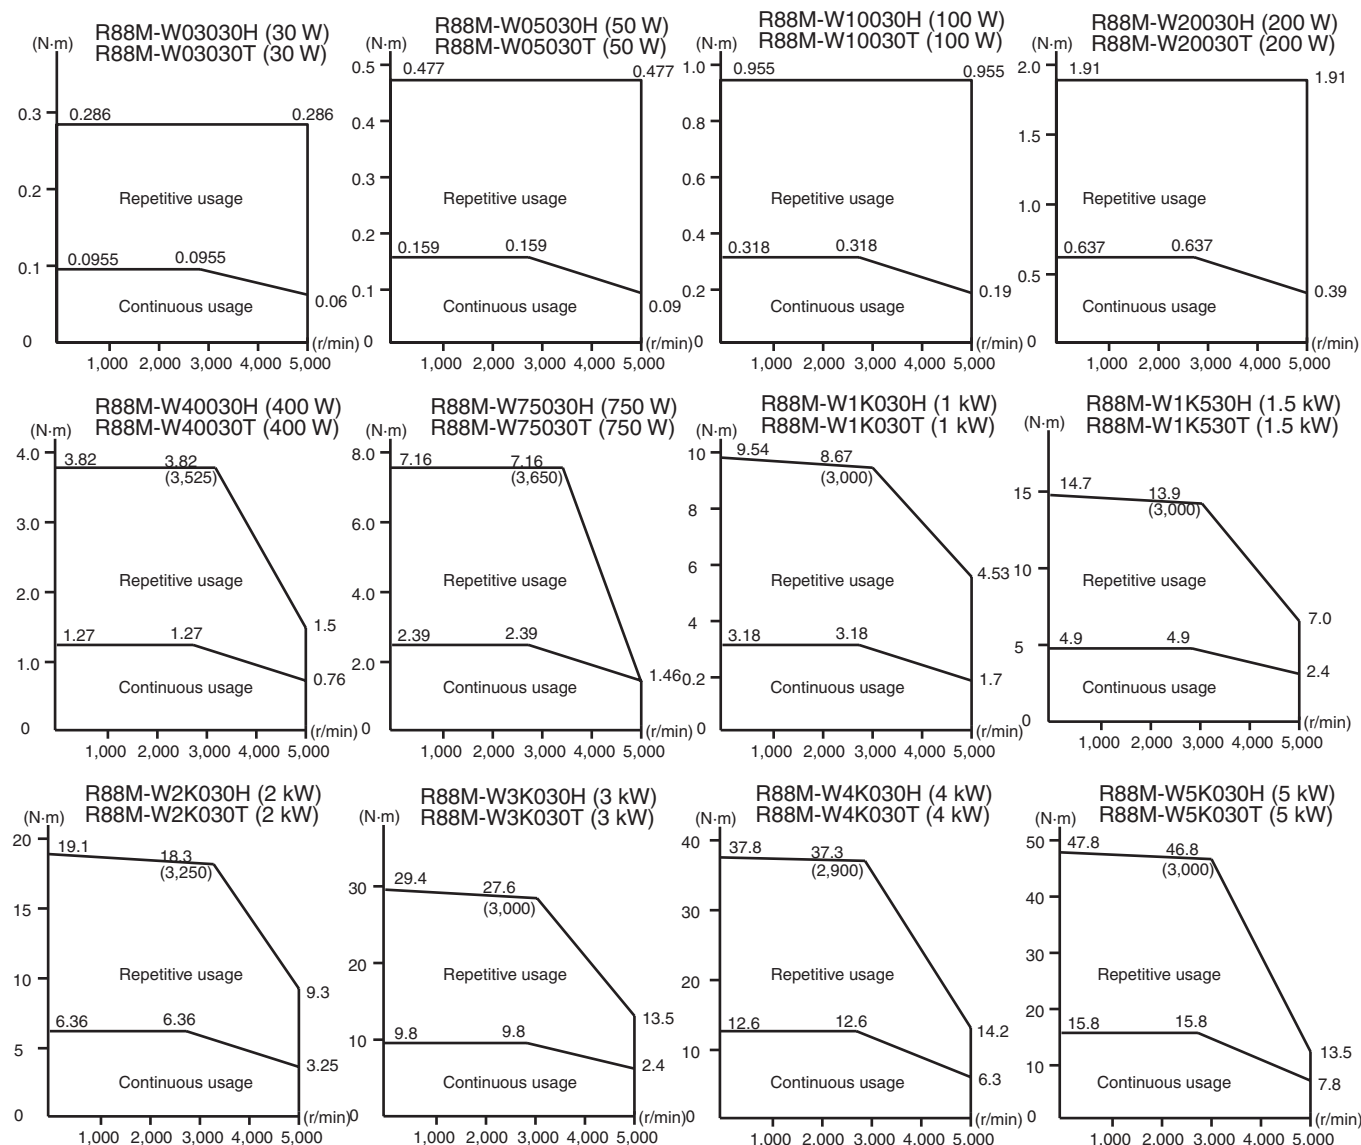 R88M-W03030H (30 W)
R88M-W03030T (30 W)
(N·m)
0.3
0.2
0.1
0
0.286
0.286
Repetitive usage
0.0955
0.0955
0.06
Continuous usage
(r/min)
1,000 2,000 3,000 4,000 5,000
R88M-W05030H (50 W)
R88M-W05030T (50 W)
(N·m)
0.5
0.4
0.3
0.2
0.1
0
0.477
0.477
Repetitive usage
0.159
0.159
0.09
Continuous usage
(r/min)
1,000 2,000 3,000 4,000 5,000
R88M-W10030H (100 W)
R88M-W10030T (100 W)
(N·m)
1.0
0.8
0.6
0.4
0.2
0
0.955
0.955
Repetitive usage
0.318
0.318
0.19
Continuous usage
(r/min)
1,000 2,000 3,000 4,000 5,000
R88M-W20030H (200 W)
R88M-W20030T (200 W)
(N·m)
2.0
1.5
1.0
0.5
0
1.91
1.91
Repetitive usage
0.637
0.637
0.39
Continuous usage
(r/min)
1,000 2,000 3,000 4,000 5,000
R88M-W40030H (400 W)
R88M-W40030T (400 W)
(N·m)
4.0
3.0
2.0
1.0
0
3.82
3.82
(3,525)
Repetitive usage
1.5
1.27
1.27
0.76
Continuous usage
(r/min)
1,000 2,000 3,000 4,000 5,000
R88M-W75030H (750 W)
R88M-W75030T (750 W)
(N·m)
8.0
6.0
4.0
2.0
0
7.16
7.16
(3,650)
Repetitive usage
2.39
2.39
1.46
Continuous usage
(r/min)
1,000 2,000 3,000 4,000 5,000
R88M-W1K030H (1 kW)
R88M-W1K030T (1 kW)
(N·m)
10
8
6
4
0.2
0
9.54
8.67
(3,000)
Repetitive usage
4.53
3.18
3.18
1.7
Continuous usage
(r/min)
1,000 2,000 3,000 4,000 5,000
R88M-W1K530H (1.5 kW)
R88M-W1K530T (1.5 kW)
(N·m)
15
10
5
0
14.7
13.9
(3,000)
Repetitive usage
7.0
4.9
4.9
2.4
Continuous usage
(r/min)
1,000 2,000 3,000 4,000 5,000
R88M-W2K030H (2 kW)
R88M-W2K030T (2 kW)
(N·m)
20
15
10
5
0
19.1
18.3
(3,250)
Repetitive usage
9.3
6.36
6.36
3.25
Continuous usage
(r/min)
1,000 2,000 3,000 4,000 5,000
R88M-W3K030H (3 kW)
R88M-W3K030T (3 kW)
(N·m)
30
20
10
0
29.4
27.6
(3,000)
Repetitive usage
13.5
9.8
9.8
2.4
Continuous usage
(r/min)
1,000 2,000 3,000 4,000 5,000
R88M-W4K030H (4 kW)
R88M-W4K030T (4 kW)
(N·m)
40
30
20
10
0
37.8
37.3
(2,900)
Repetitive usage
14.2
12.6
12.6
6.3
Continuous usage
(r/min)
1,000 2,000 3,000 4,000 5,000
R88M-W5K030H (5 kW)
R88M-W5K030T (5 kW)
(N·m)
50
40
30
20
10
0
47.8
46.8
(3,000)
Repetitive usage
13.5
15.8
15.8
7.8
Continuous usage
(r/min)
1,000 2,000 3,000 4,000 5,000